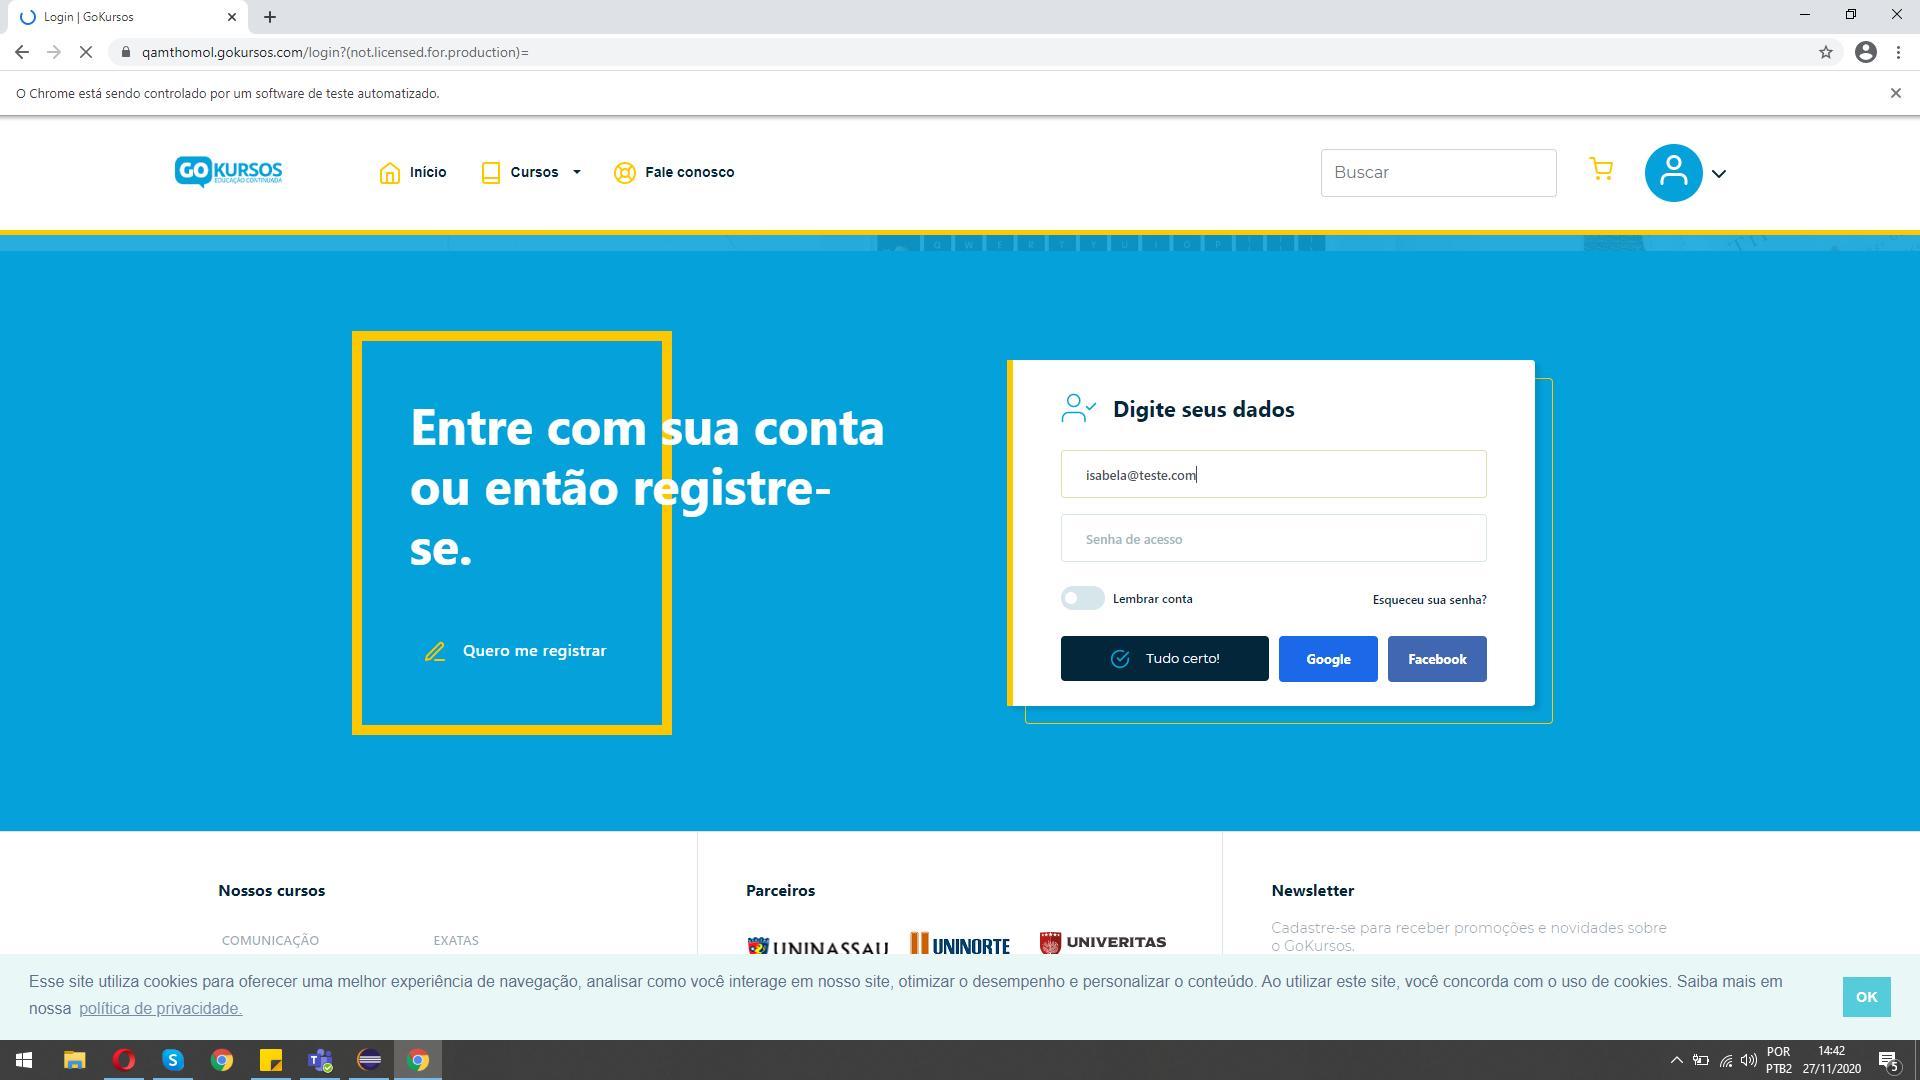 Login | GoKursos
qamthomol.gokursos.com/login?(not.licensed.for.production)=
O Chrome está sendo controlado por um software de teste automatizado.
GO KURSOS
EDUCAÇÃO CONTINUADA
Início
Cursos
Fale conosco
Buscar
Q W E R T Y U I O P
Entre com sua conta
ou então registre-
se.
Quero me registrar
Digite seus dados
isabela@teste.com
Senha de acesso
Lembrar conta
Esqueceu sua senha?
Tudo certo!
Google
Facebook
Nossos cursos
COMUNICAÇÃO
EXATAS
Parceiros
UNINASSAU
UNINORTE
UNIVERITAS
Newsletter
Cadastre-se para receber promoções e novidades sobre
o GoKursos.
Esse site utiliza cookies para oferecer uma melhor experiência de navegação, analisar como você interage em nosso site, otimizar o desempenho e personalizar o conteúdo. Ao utilizar este site, você concorda com o uso de cookies. Saiba mais em
nossa política de privacidade.
OK
POR
PTB2
14:42
27/11/2020
5